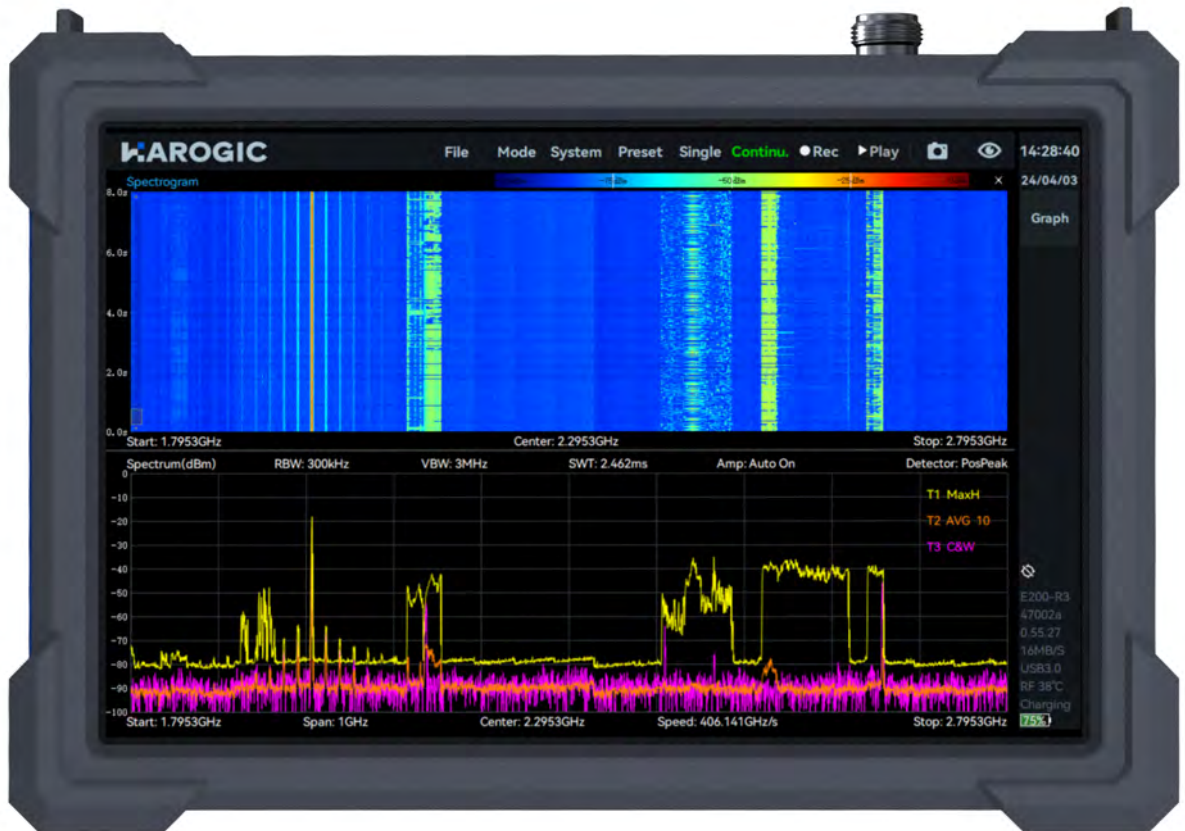 HAROGIC File Mode System Preset Single Continu. Rec Play 14:28:40
Spectrogram 24/04/03
Graph
8.0s
6.0s
4.0s
2.0s
0.0s
Start: 1.7953GHz Center: 2.2953GHz Stop: 2.7953GHz
Spectrum(dBm) RBW: 300kHz VBW: 3MHz SWT: 2.462ms Amp: Auto On Detector: PosPeak
0
-10
-20
-30
-40
-50
-60
-70
-80
-90
-100
T1 MaxH
T2 AVG 10
T3 C&W
E200-R3
47002a
0.55.27
16MB/S
USB3.0
RF 38℃
Charging
75%
Start: 1.7953GHz Span: 1GHz Center: 2.2953GHz Speed: 406.141GHz/s Stop: 2.7953GHz